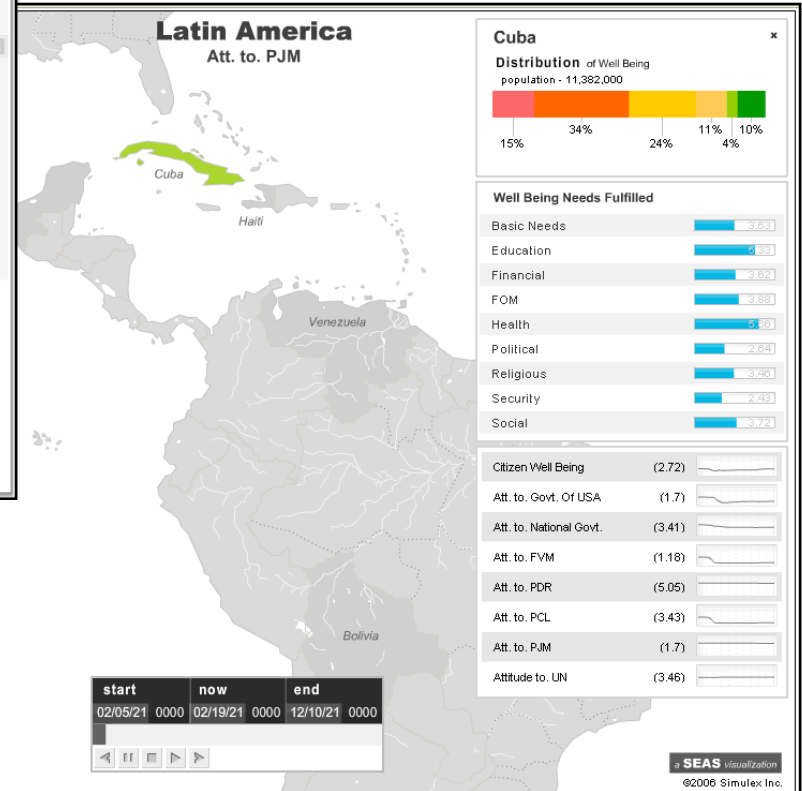 Latin America
Att. to. PJM
Cuba
Haiti
Venezuela
Bolivia
start now end
02/05/21 0000 02/19/21 0000 12/10/21 0000
Cuba x
Distribution of Well Being
population - 11,382,000
15% 34% 24% 11% 4% 10%
Well Being Needs Fulfilled
Basic Needs 3.53
Education 5.33
Financial 3.62
FOM 3.88
Health
Political 2.64
Religious 3.46
Security 2.43
Social 3.72
Citizen Well Being (2.72)
Att. to. Govt. Of USA (1.7)
Att. to. National Govt. (3.41)
Att. to. FVM (1.18)
Att. to. PDR (5.05)
Att. to. PCL (3.43)
Att. to. PJM (1.7)
Attitude to. UN (3.46)
a SEAS visualization
©2006 Simulex Inc.